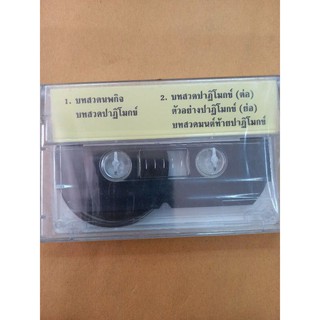 1. บทสวดนพกิจ
บทสวดปาฏิโมกข์
2. บทสวดปาฏิโมกข์ (ต่อ)
ตัวอย่างปาฏิโมกข์ (ต่อ)
บทสวดมนต์ท้ายปาฏิโมกข์